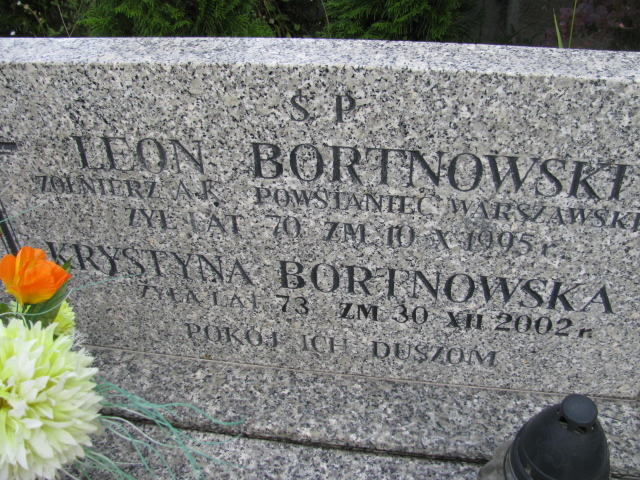 Ś P
LEON BORTNOWSKI
ŻOŁNIERZ A.K. POWSTANIEC WARSZAWSKI
ŻYŁ LAT 70 ZM. 10 X 1995 r.
KRYSTYNA BORTNOWSKA
ŻYŁA LAT 73 ZM. 30 XII 2002 r.
POKÓJ ICH DUSZOM